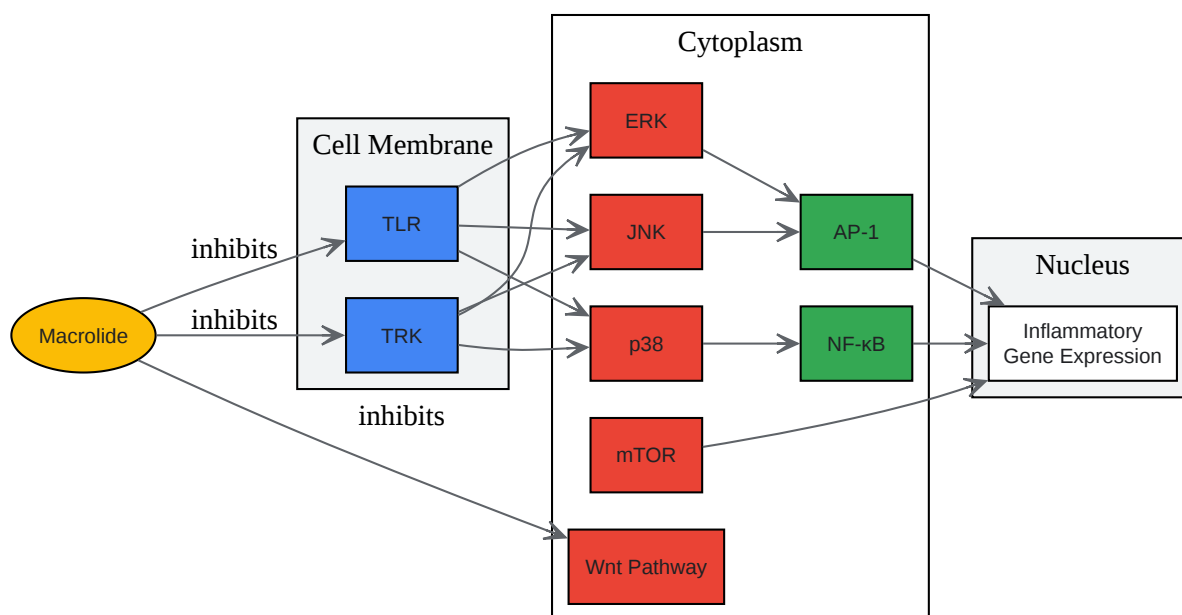 Cytoplasm
ERK
Cell Membrane
TLR
JNK
AP-1
inhibits
Nucleus
Macrolide
inhibits
TRK
p38
NF-κB
Inflammatory
Gene Expression
inhibits
mTOR
Wnt Pathway